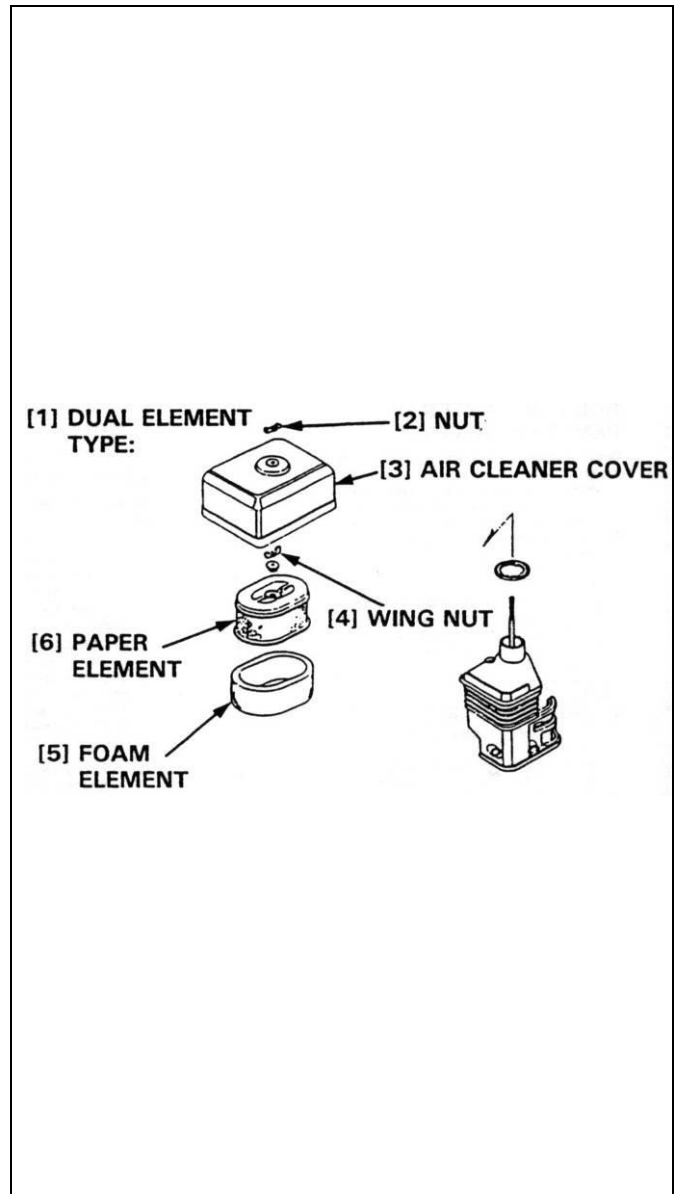 [1] DUAL ELEMENT
TYPE:
[2] NUT
[3] AIR CLEANER COVER
[4] WING NUT
[6] PAPER
ELEMENT
[5] FOAM
ELEMENT